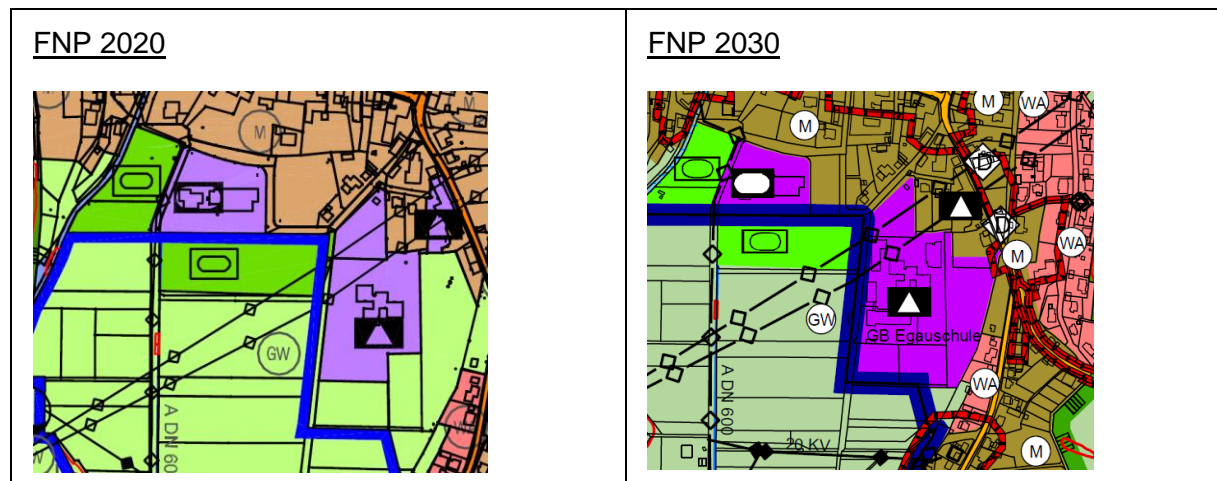 FNP 2020
M
M
GW
A DN 60
W
FNP 2030
M
M
WA
D
D
M
WA
GW
GB Egauschule
A DN 600
WA
20 KV
M